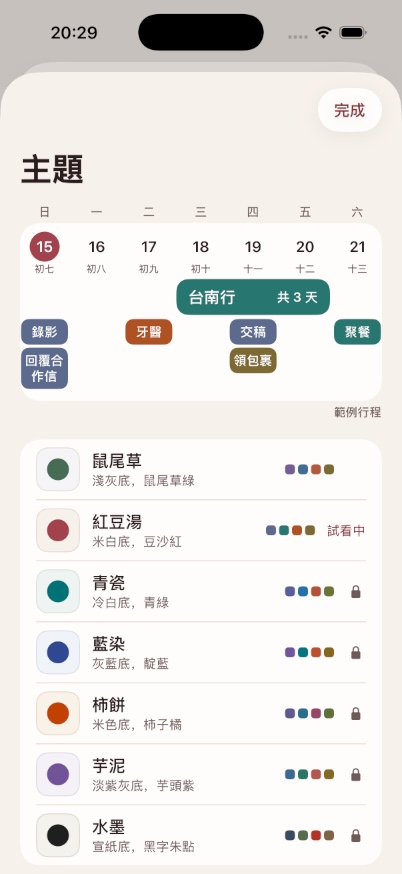 20:29
完成
主題
日 一 二 三 四 五 六
15 16 17 18 19 20 21
初七 初八 初九 初十 十一 十二 十三
台南行 共 3 天
錄影 牙醫 交稿 聚餐
回覆合作信 領包裹
範例行程
鼠尾草
淺灰底，鼠尾草綠
紅豆湯 試看中
米白底，豆沙紅
青瓷
冷白底，青綠
藍染
灰藍底，靛藍
柿餅
米色底，柿子橘
芋泥
淡紫灰底，芋頭紫
水墨
宣紙底，黑字朱點